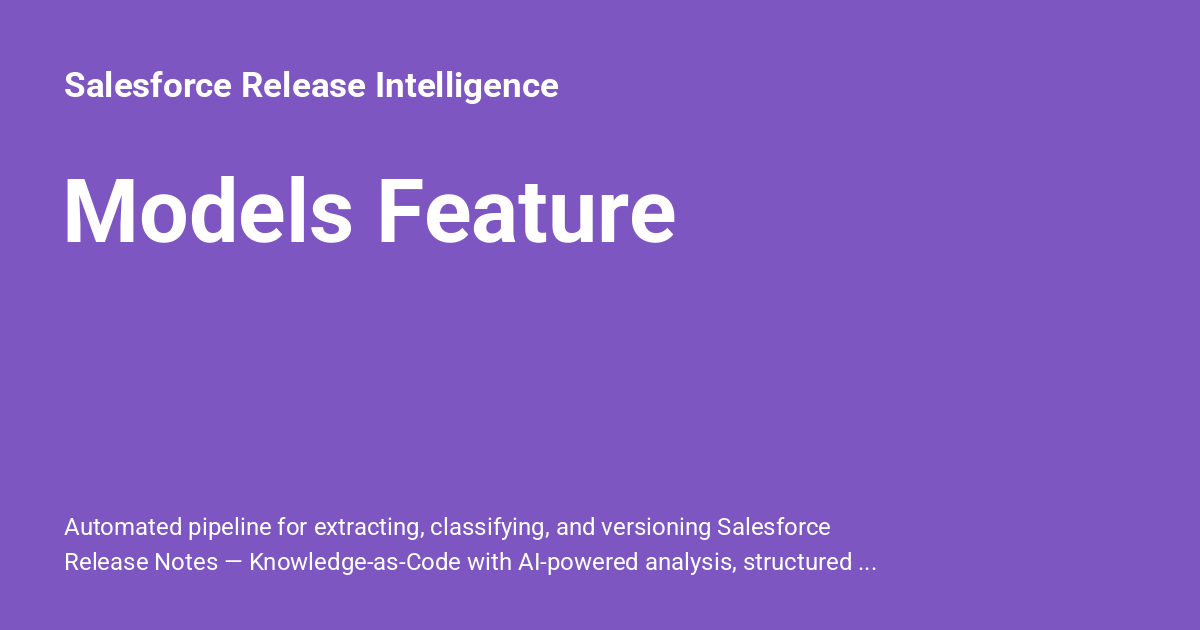 Salesforce Release Intelligence
Models Feature
Automated pipeline for extracting, classifying, and versioning Salesforce
Release Notes — Knowledge-as-Code with AI-powered analysis, structured ...